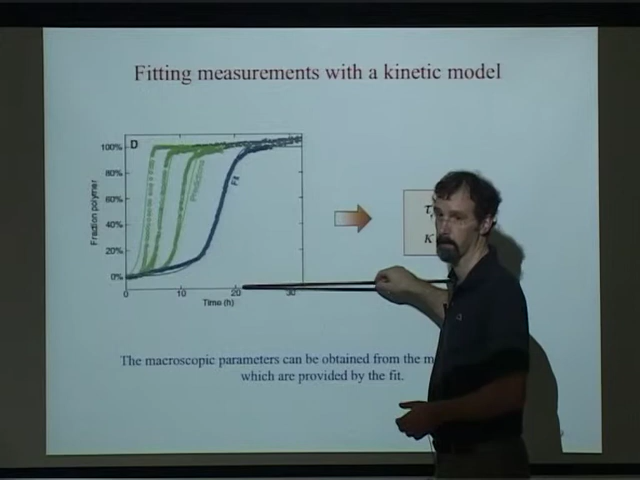 Fitting measurements with a kinetic model
D
100%
80%
60%
40%
20%
0%
Fraction polymer
Fit
0
10
20
30
Time (h)
τ
κ
The macroscopic parameters can be obtained from the m
which are provided by the fit.